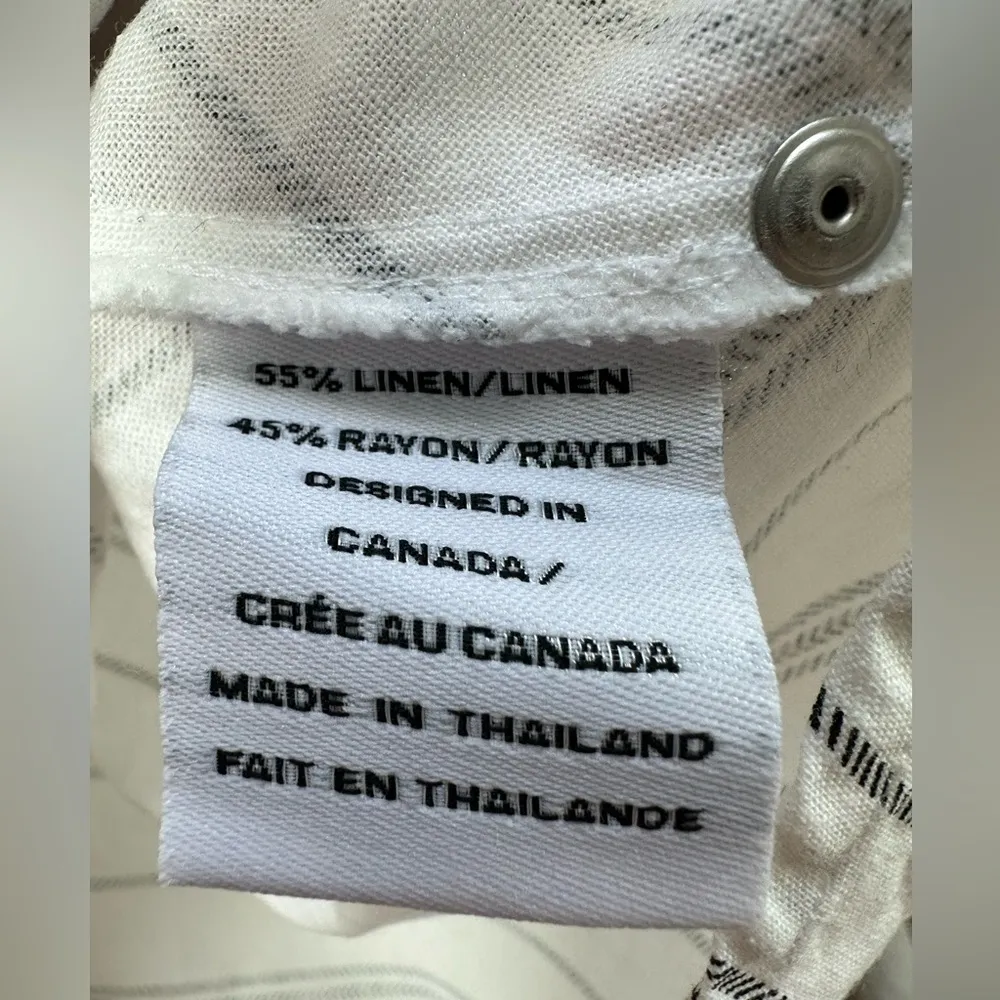 55% LINEN/LINEN
45% RAYON/RAYON
DESIGNED IN
CANADA/
CRÉE AU CANADA
MADE IN THAILAND
FAIT EN THAILANDE